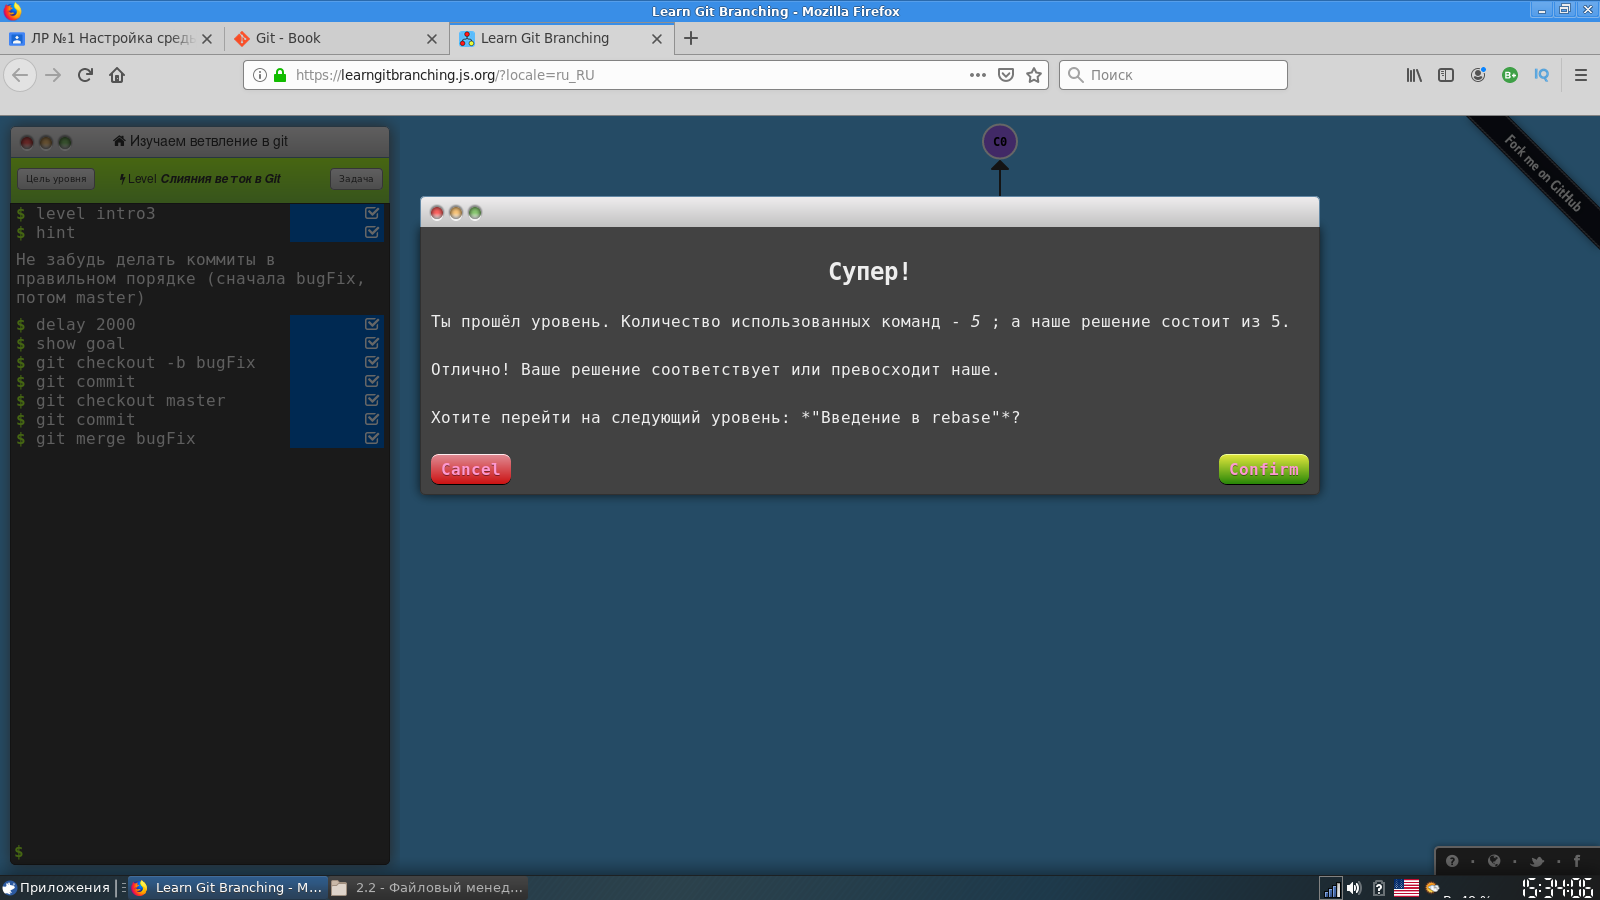 Learn Git Branching - Mozilla Firefox
ЛР №1 Настройка сред
Git - Book
Learn Git Branching
https://learngitbranching.js.org/?locale=ru_RU
Поиск
B+
IQ
Изучаем ветвление в git
Цель уровня
Level Слияния веток в Git
Задача
$ level intro3
$ hint
Не забудь делать коммиты в
правильном порядке (сначала bugFix,
потом master)
$ delay 2000
$ show goal
$ git checkout -b bugFix
$ git commit
$ git checkout master
$ git commit
$ git merge bugFix
$
C0
Fork me on GitHub
Супер!
Ты прошёл уровень. Количество использованных команд - 5 ; а наше решение состоит из 5.
Отлично! Ваше решение соответствует или превосходит наше.
Хотите перейти на следующий уровень: *"Введение в rebase"*?
Cancel
Confirm
Приложения
Learn Git Branching - M...
2.2 - Файловый менед...
15:34:06